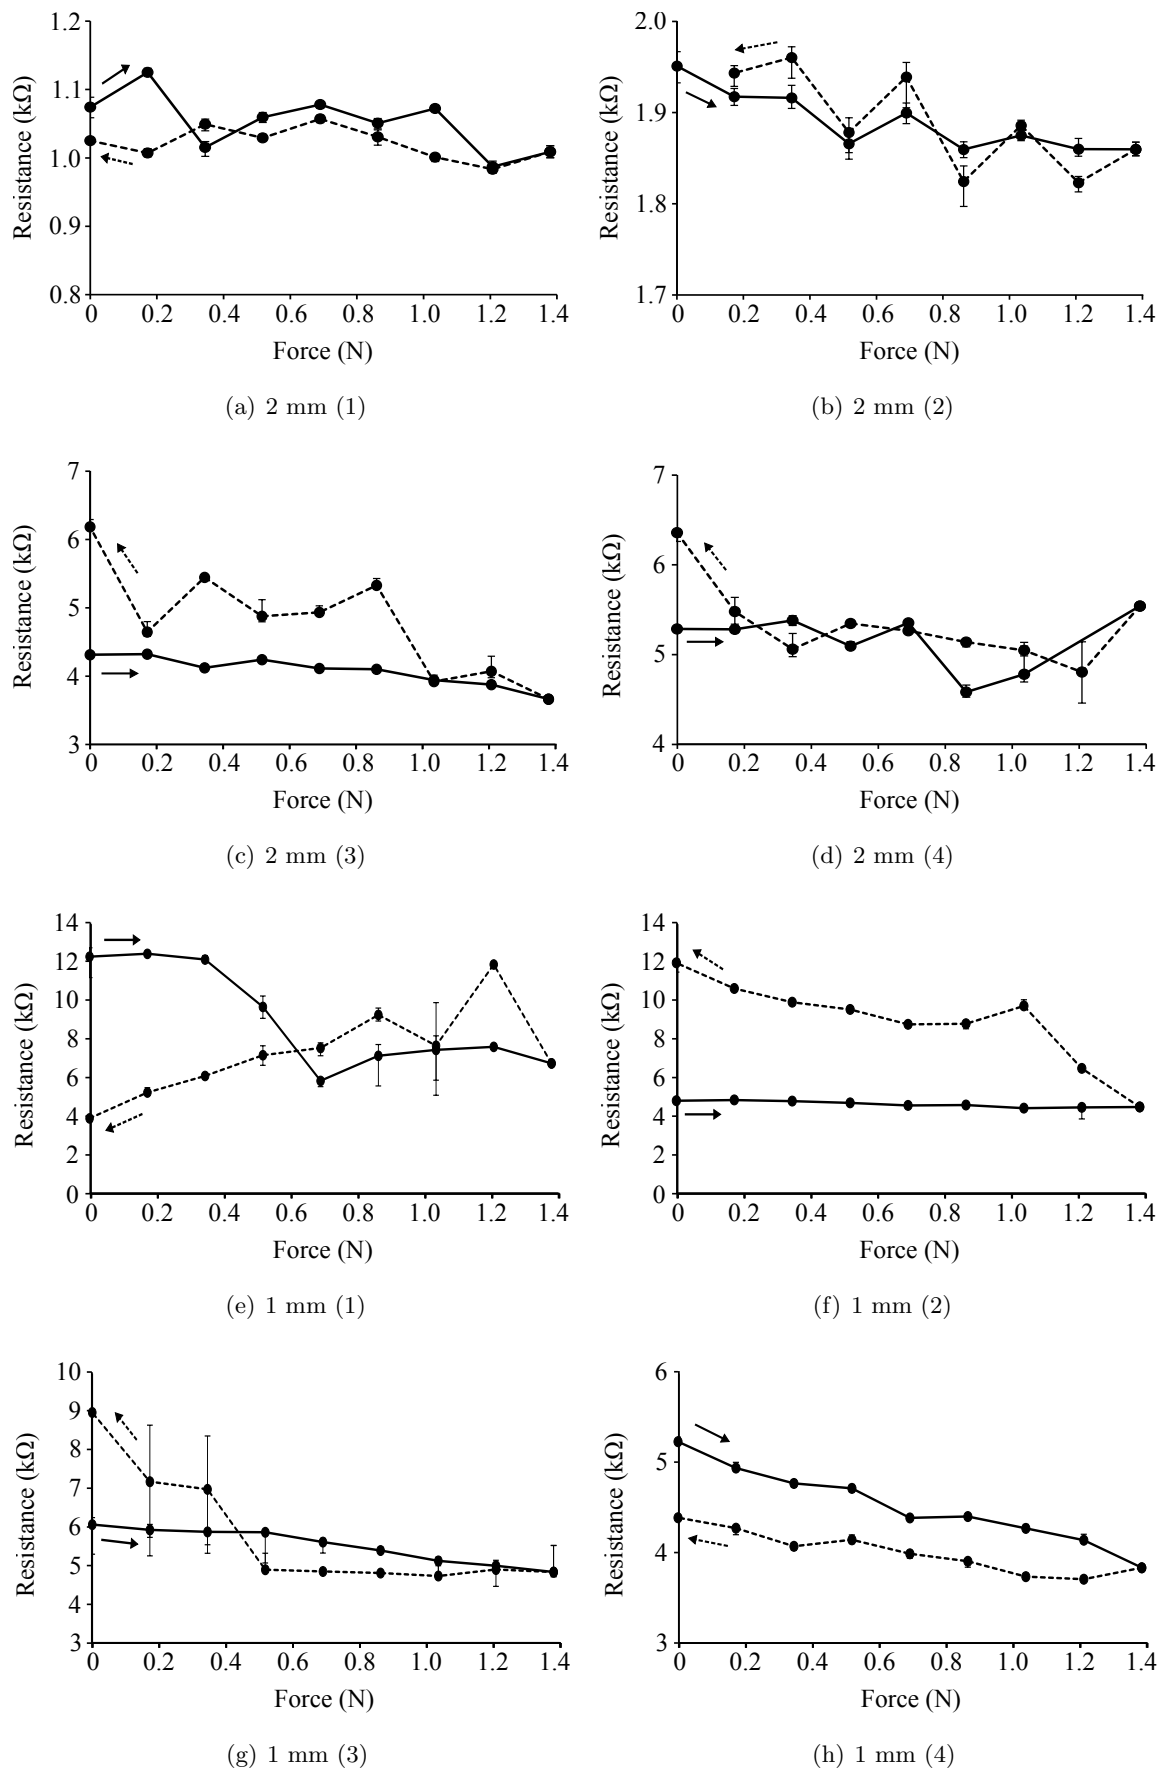 1.2
1.1
1.0
0.9
0.8
Resistance (kΩ)
0 0.2 0.4 0.6 0.8 1.0 1.2 1.4
Force (N)
(a) 2 mm (1)
2.0
1.9
1.8
1.7
Resistance (kΩ)
0 0.2 0.4 0.6 0.8 1.0 1.2 1.4
Force (N)
(b) 2 mm (2)
7
6
5
4
3
Resistance (kΩ)
0 0.2 0.4 0.6 0.8 1.0 1.2 1.4
Force (N)
(c) 2 mm (3)
7
6
5
4
Resistance (kΩ)
0 0.2 0.4 0.6 0.8 1.0 1.2 1.4
Force (N)
(d) 2 mm (4)
14
12
10
8
6
4
2
0
Resistance (kΩ)
0 0.2 0.4 0.6 0.8 1.0 1.2 1.4
Force (N)
(e) 1 mm (1)
14
12
10
8
6
4
2
0
Resistance (kΩ)
0 0.2 0.4 0.6 0.8 1.0 1.2 1.4
Force (N)
(f) 1 mm (2)
10
9
8
7
6
5
4
3
Resistance (kΩ)
0 0.2 0.4 0.6 0.8 1.0 1.2 1.4
Force (N)
(g) 1 mm (3)
6
5
4
3
Resistance (kΩ)
0 0.2 0.4 0.6 0.8 1.0 1.2 1.4
Force (N)
(h) 1 mm (4)